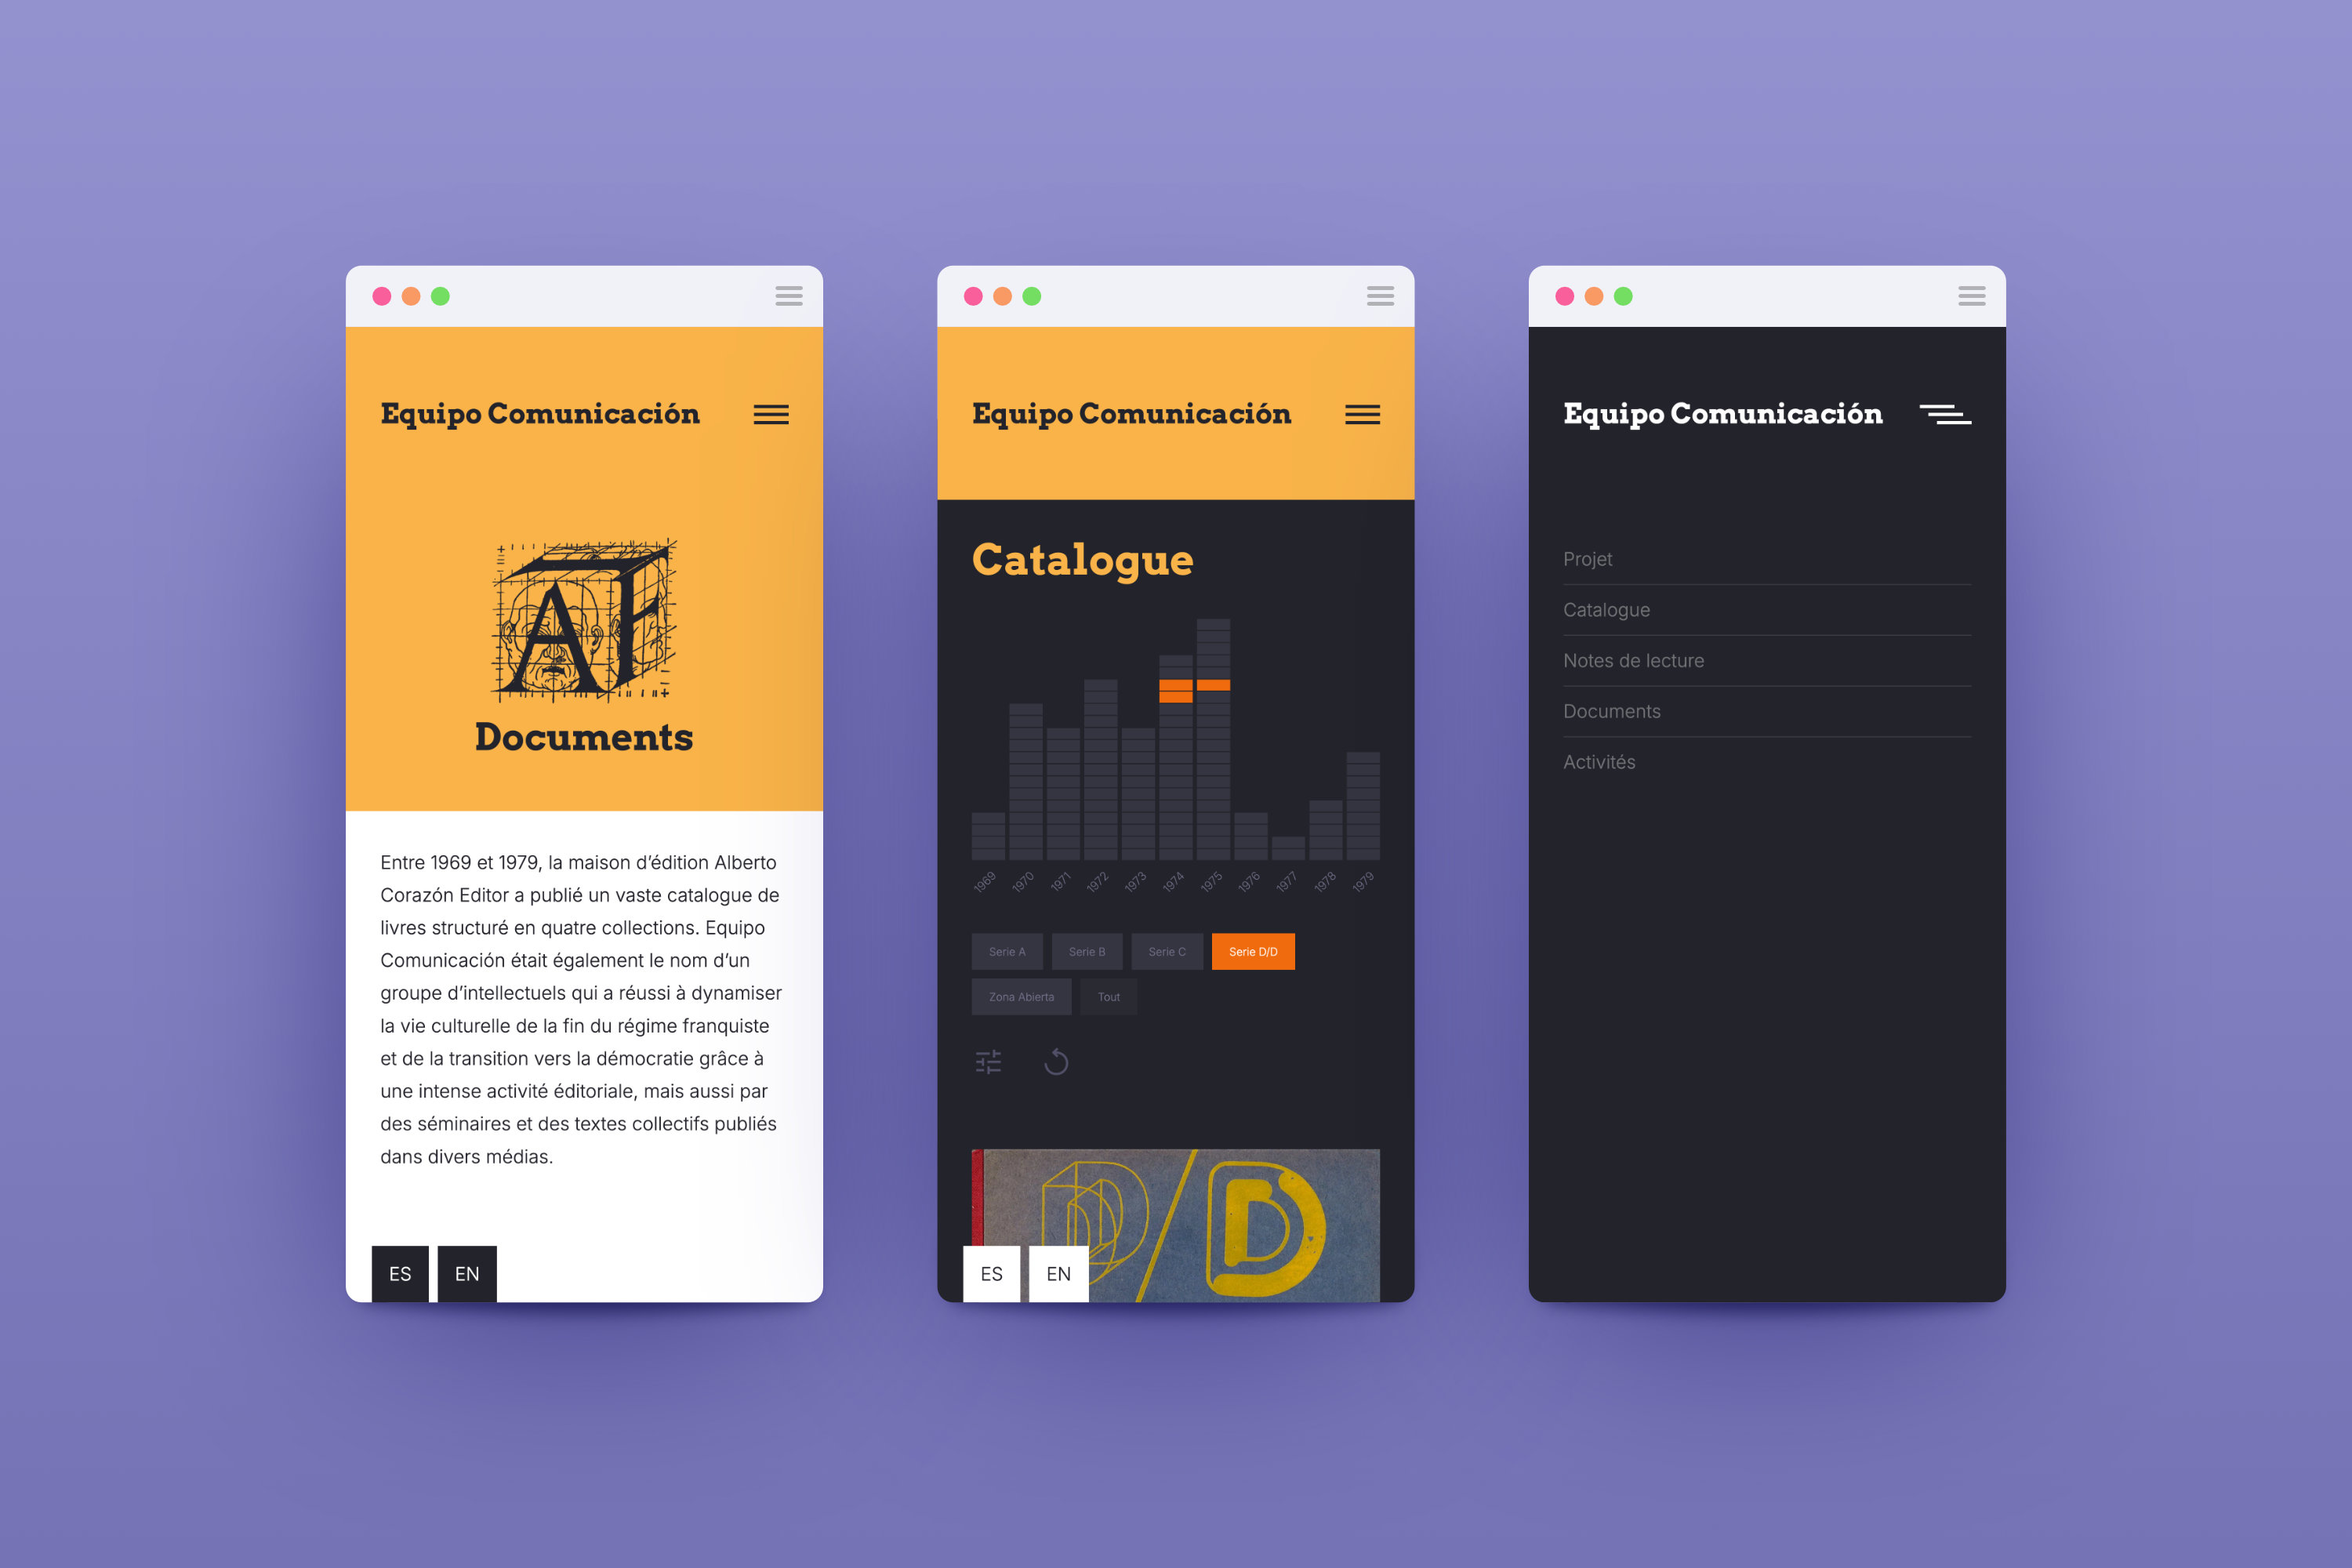 Equipo Comunicación
A
Documents
Entre 1969 et 1979, la maison d’édition Alberto
Corazón Editor a publié un vaste catalogue de
livres structuré en quatre collections. Equipo
Comunicación était également le nom d’un
groupe d’intellectuels qui a réussi à dynamiser
la vie culturelle de la fin du régime franquiste
et de la transition vers la démocratie grâce à
une intense activité éditoriale, mais aussi par
des séminaires et des textes collectifs publiés
dans divers médias.
ES EN
Equipo Comunicación
Catalogue
1969 1970 1971 1972 1973 1974 1975 1976 1977 1978 1979
Serie A Serie B Serie C Serie D/D
Zona Abierta Tout
D/D
ES EN
Equipo Comunicación
Projet
Catalogue
Notes de lecture
Documents
Activités